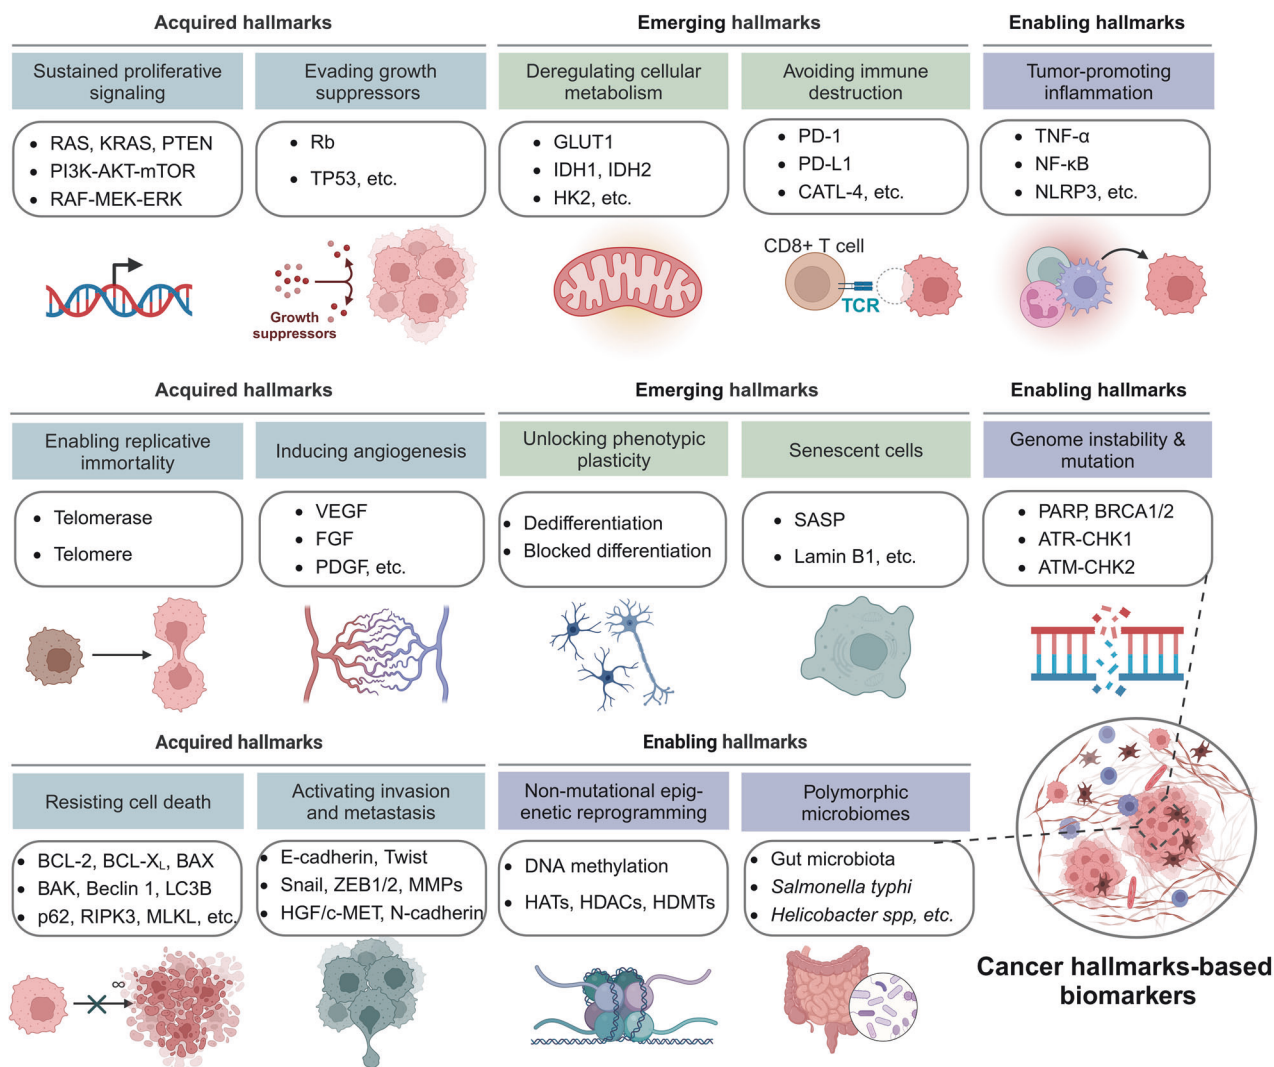 Acquired hallmarks
Emerging hallmarks
Enabling hallmarks
Sustained proliferative
signaling
Evading growth
suppressors
Deregulating cellular
metabolism
Avoiding immune
destruction
Tumor-promoting
inflammation
• RAS, KRAS, PTEN
• PI3K-AKT-mTOR
• RAF-MEK-ERK
• Rb
• TP53, etc.
• GLUT1
• IDH1, IDH2
• HK2, etc.
• PD-1
• PD-L1
• CATL-4, etc.
• TNF-α
• NF-κB
• NLRP3, etc.
Growth
suppressors
CD8+ T cell
TCR
Acquired hallmarks
Emerging hallmarks
Enabling hallmarks
Enabling replicative
immortality
Inducing angiogenesis
Unlocking phenotypic
plasticity
Senescent cells
Genome instability &
mutation
• Telomerase
• Telomere
• VEGF
• FGF
• PDGF, etc.
• Dedifferentiation
• Blocked differentiation
• SASP
• Lamin B1, etc.
• PARP, BRCA1/2
• ATR-CHK1
• ATM-CHK2
Acquired hallmarks
Enabling hallmarks
Resisting cell death
Activating invasion
and metastasis
Non-mutational epig-
enetic reprogramming
Polymorphic
microbiomes
• BCL-2, BCL-XL, BAX
• BAK, Beclin 1, LC3B
• p62, RIPK3, MLKL, etc.
• E-cadherin, Twist
• Snail, ZEB1/2, MMPs
• HGF/c-MET, N-cadherin
• DNA methylation
• HATs, HDACs, HDMTs
• Gut microbiota
• Salmonella typhi
• Helicobacter spp, etc.
∞
Cancer hallmarks-based
biomarkers